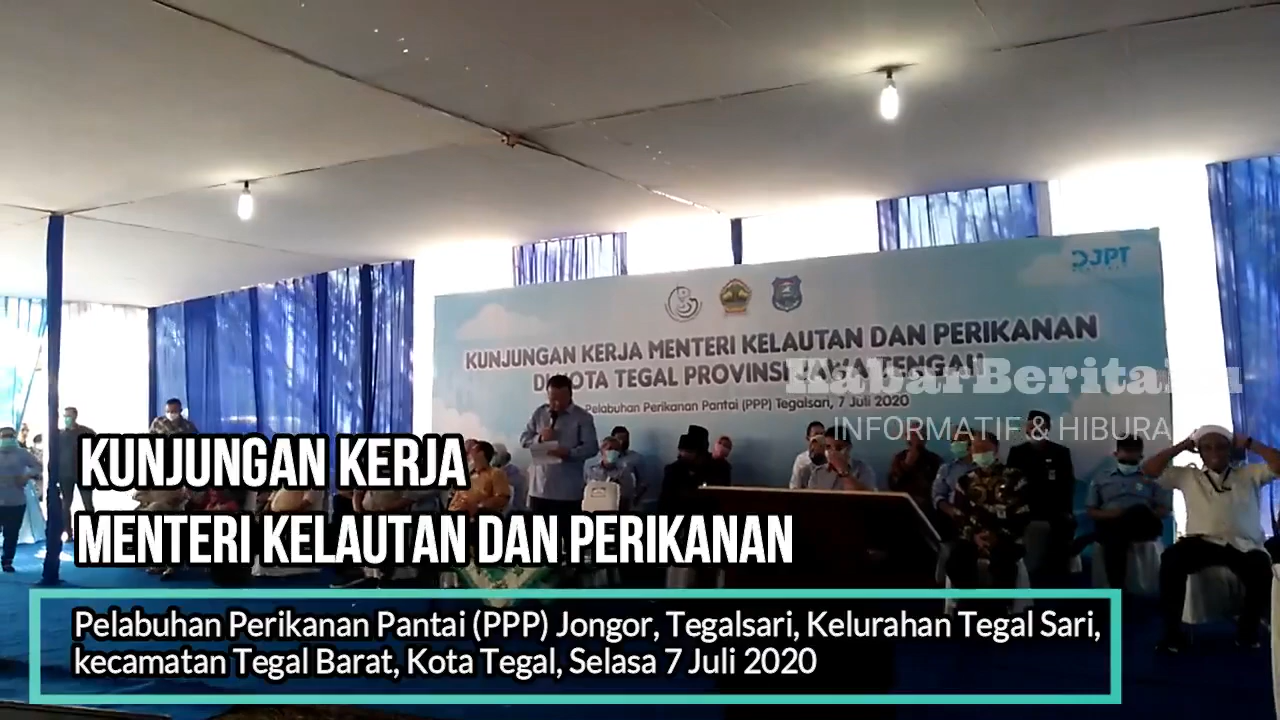 DJPT
KUNJUNGAN KERJA MENTERI KELAUTAN DAN PERIKANAN
DI KOTA TEGAL PROVINSI JAWA TENGAH
Pelabuhan Perikanan Pantai (PPP) Tegalsari, 7 Juli 2020
KabarBerita
INFORMATIF & HIBURA
KUNJUNGAN KERJA
MENTERI KELAUTAN DAN PERIKANAN
Pelabuhan Perikanan Pantai (PPP) Jongor, Tegalsari, Kelurahan Tegal Sari,
kecamatan Tegal Barat, Kota Tegal, Selasa 7 Juli 2020